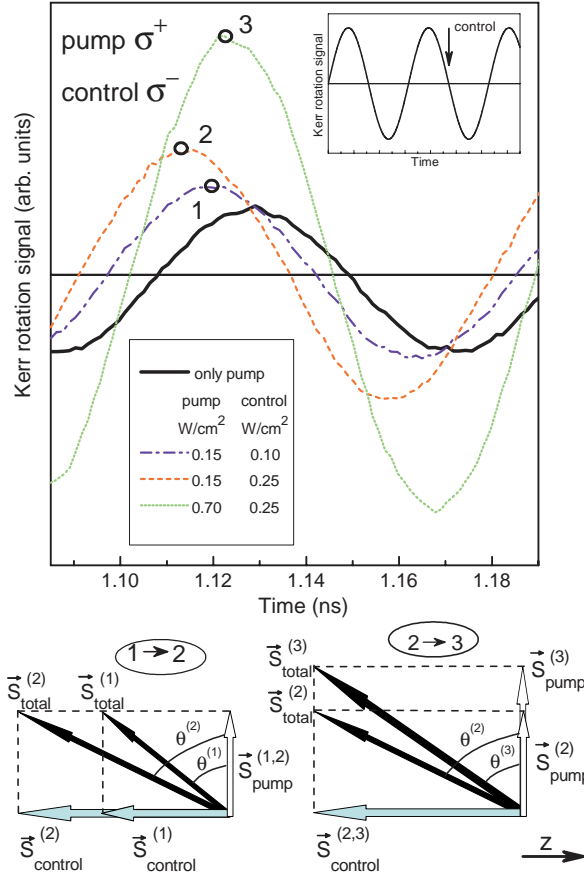 pump σ⁺
control σ⁻
3
2
1
Kerr rotation signal
control
Time
Kerr rotation signal (arb. units)
only pump
pump control
W/cm² W/cm²
0.15 0.10
0.15 0.25
0.70 0.25
1.10 1.12 1.14 1.16 1.18
Time (ns)
1 → 2
S⃗total(2) S⃗total(1)
θ(2)
θ(1)
S⃗pump(1,2)
S⃗control(2) S⃗control(1)
2 → 3
S⃗total(3) S⃗pump(3)
S⃗total(2)
θ(2)
θ(3)
S⃗pump(2)
S⃗control(2,3)
z